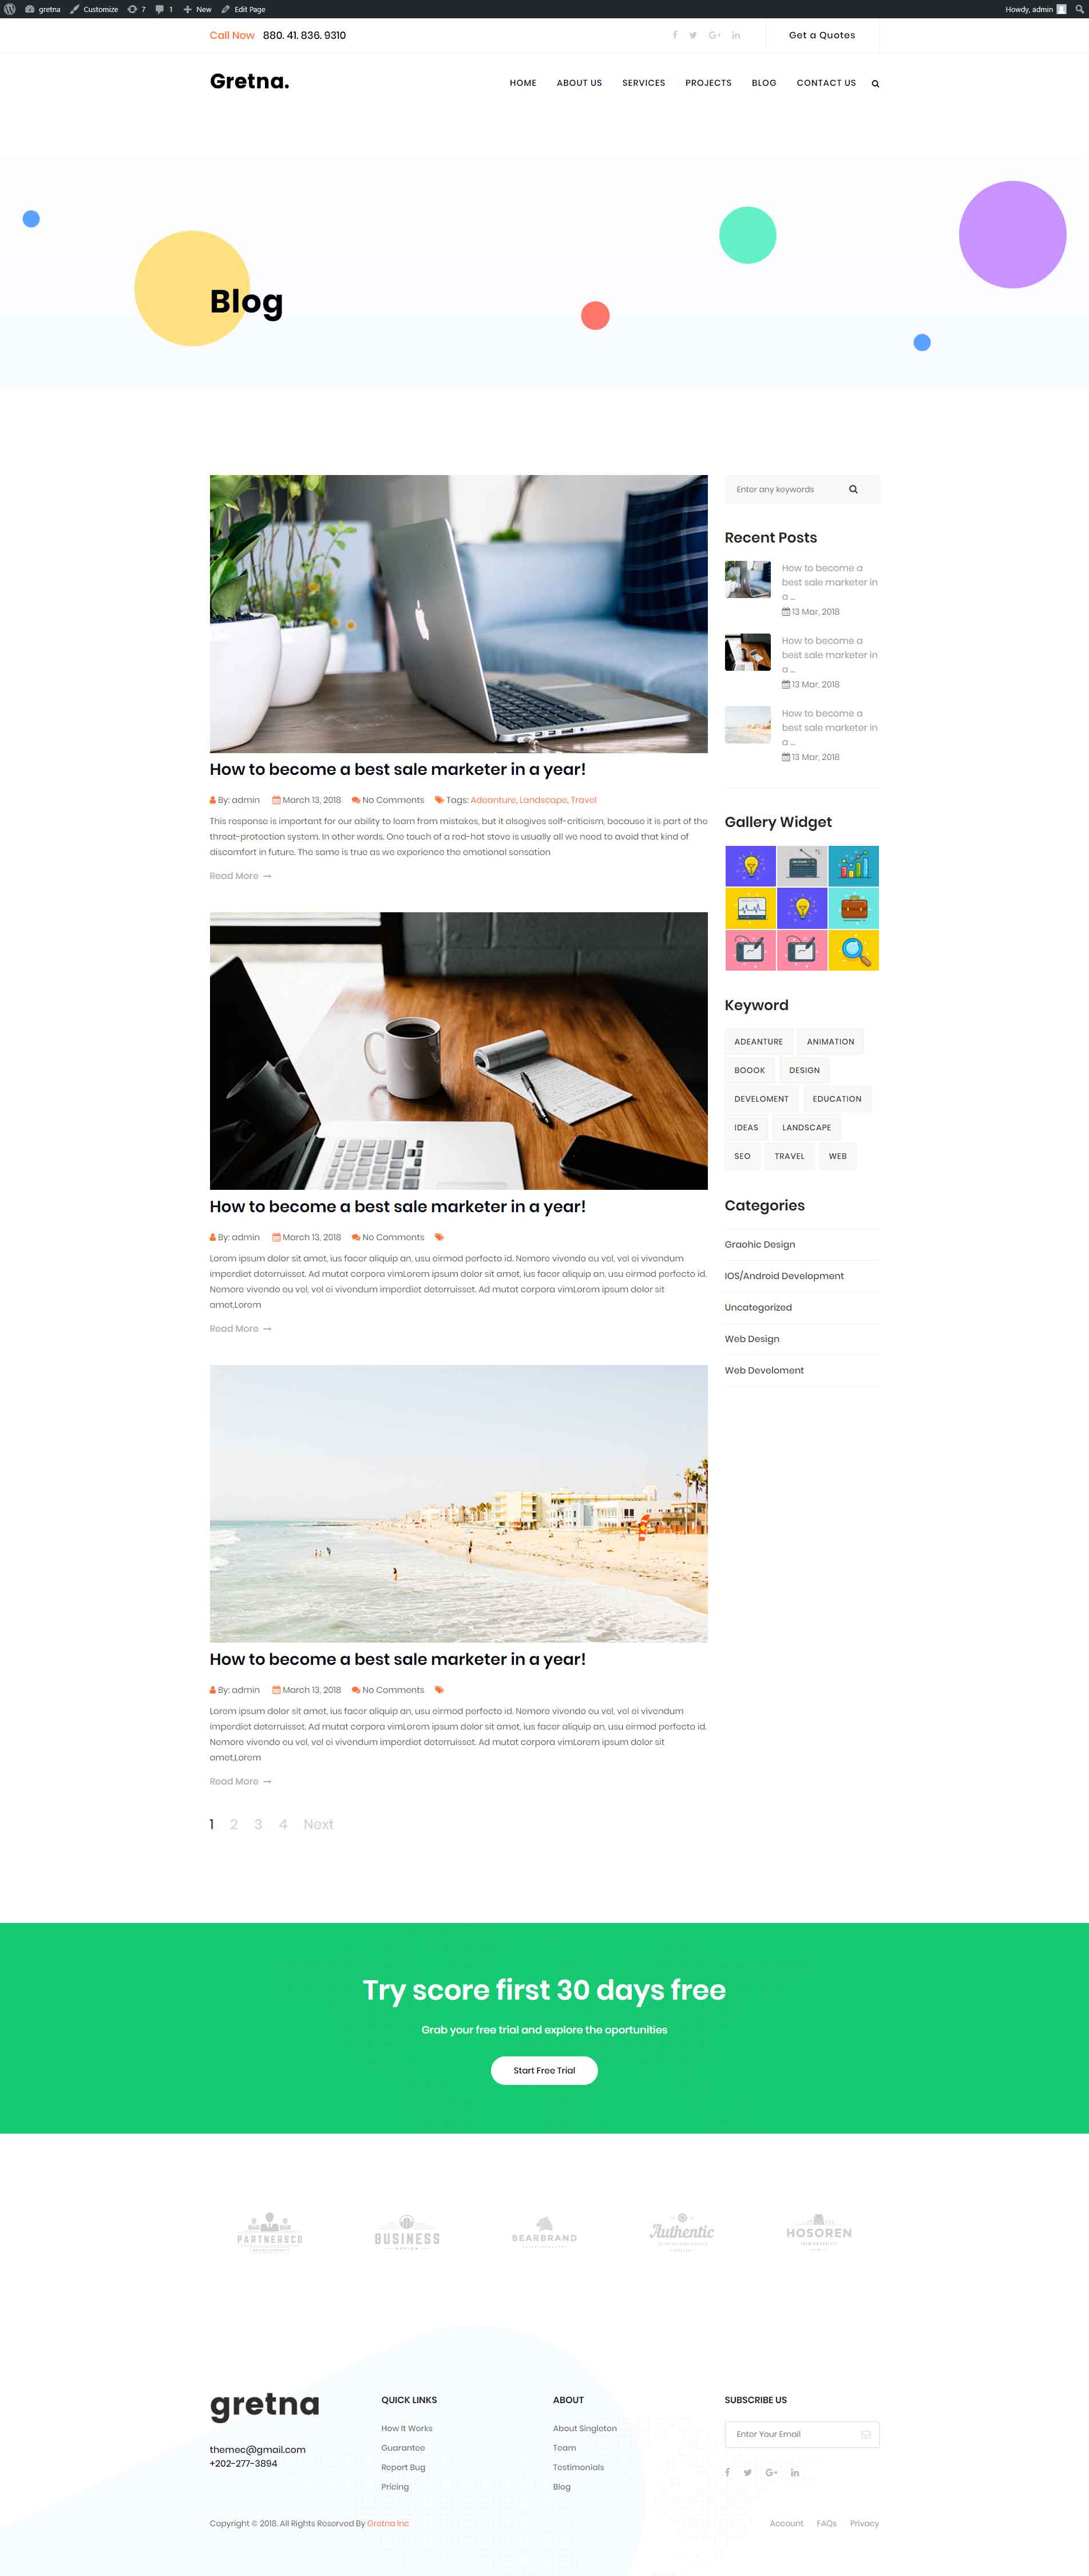 gretna Customize 7 1 New Edit Page Howdy, admin
Call Now 880. 41. 836. 9310
Get a Quotes
Gretna.
HOME ABOUT US SERVICES PROJECTS BLOG CONTACT US
Blog
How to become a best sale marketer in a year!
By: admin March 13, 2018 No Comments Tags: Adeanture, Landscape, Travel
This response is important for our ability to learn from mistakes, but it alsogives self-criticism, because it is part of the
threat-protection system. In other words. One touch of a red-hot stove is usually all we need to avoid that kind of
discomfort in future. The same is true as we experience the emotional sensation
Read More
How to become a best sale marketer in a year!
By: admin March 13, 2018 No Comments
Lorem ipsum dolor sit amet, ius facer aliquip an, usu eirmod perfecto id. Nemore vivendo eu vel, vel ei vivendum
imperdiet deterruisset. Ad mutat corpora vimLorem ipsum dolor sit amet, ius facer aliquip an, usu eirmod perfecto id.
Nemore vivendo eu vel, vel ei vivendum imperdiet deterruisset. Ad mutat corpora vimLorem ipsum dolor sit
amet,Lorem
Read More
How to become a best sale marketer in a year!
By: admin March 13, 2018 No Comments
Lorem ipsum dolor sit amet, ius facer aliquip an, usu eirmod perfecto id. Nemore vivendo eu vel, vel ei vivendum
imperdiet deterruisset. Ad mutat corpora vimLorem ipsum dolor sit amet, ius facer aliquip an, usu eirmod perfecto id.
Nemore vivendo eu vel, vel ei vivendum imperdiet deterruisset. Ad mutat corpora vimLorem ipsum dolor sit
amet,Lorem
Read More
1 2 3 4 Next
Enter any keywords
Recent Posts
How to become a
best sale marketer in
a ...
13 Mar, 2018
How to become a
best sale marketer in
a ...
13 Mar, 2018
How to become a
best sale marketer in
a ...
13 Mar, 2018
Gallery Widget
Keyword
ADEANTURE ANIMATION
BOOOK DESIGN
DEVELOMENT EDUCATION
IDEAS LANDSCAPE
SEO TRAVEL WEB
Categories
Graohic Design
IOS/Android Development
Uncategorized
Web Design
Web Develoment
Try score first 30 days free
Grab your free trial and explore the oportunities
Start Free Trial
PARTNERSCO
BUSINESS
BEARBRAND
Authentic
HOSOREN
gretna
themec@gmail.com
+202-277-3894
QUICK LINKS
How It Works
Guarantee
Report Bug
Pricing
ABOUT
About Singleton
Team
Testimonials
Blog
SUBSCRIBE US
Enter Your Email
Copyright © 2018. All Rights Reserved By Gretna Inc
Account FAQs Privacy